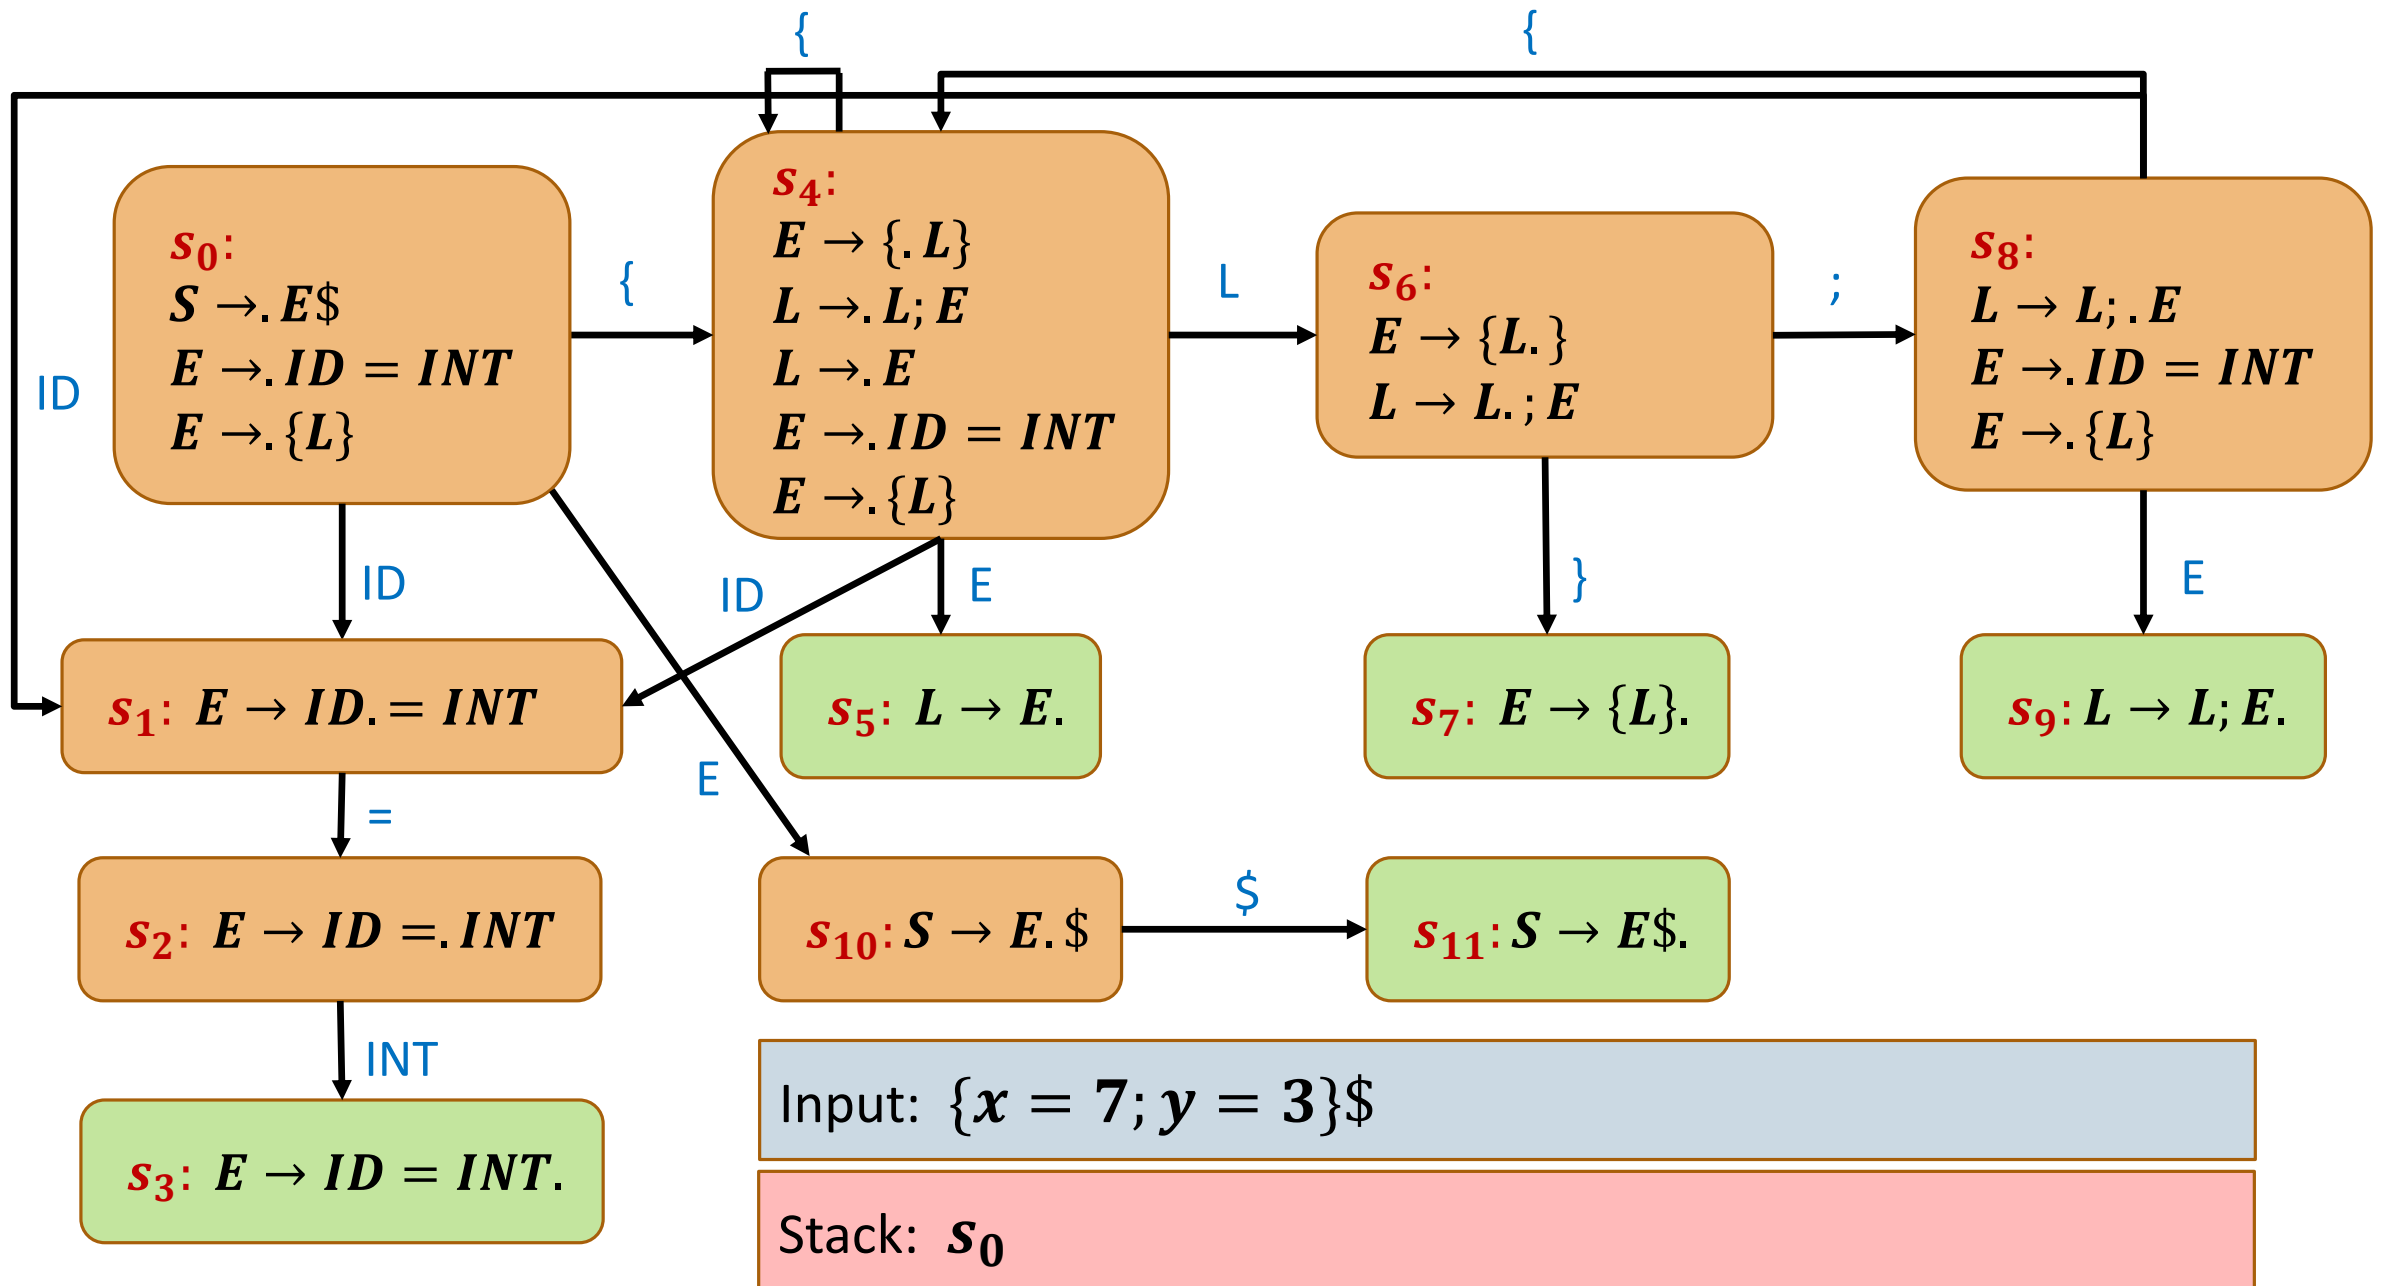 {
{
s₀:
S →. E$
E →. ID = INT
E →. {L}
{
s₄:
E → {. L}
L →. L; E
L →. E
E →. ID = INT
E →. {L}
L
s₆:
E → {L. }
L → L. ; E
;
s₈:
L → L; . E
E →. ID = INT
E →. {L}
ID
ID
ID
E
}
E
s₁: E → ID. = INT
s₅: L → E.
s₇: E → {L}.
s₉: L → L; E.
E
=
s₂: E → ID =. INT
s₁₀: S → E. $
$
s₁₁: S → E$.
INT
s₃: E → ID = INT.
Input: {x = 7; y = 3}$
Stack: s₀